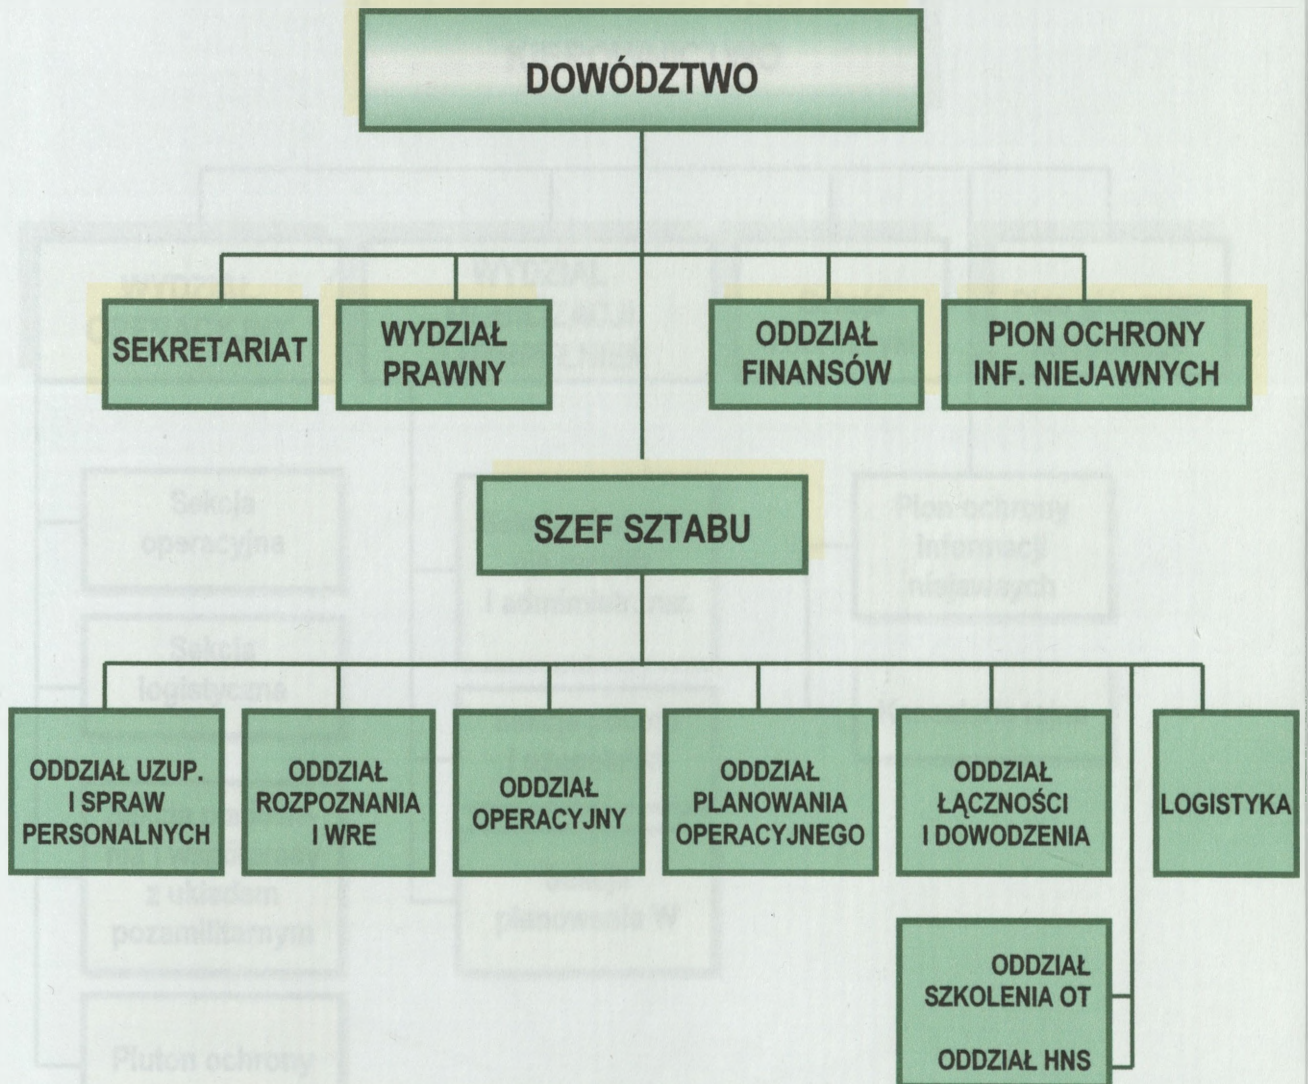 DOWÓDZTWO
SEKRETARIAT
WYDZIAŁ
PRAWNY
ODDZIAŁ
FINANSÓW
PION OCHRONY
INF. NIEJAWNYCH
SZEF SZTABU
ODDZIAŁ UZUP.
I SPRAW
PERSONALNYCH
ODDZIAŁ
ROZPOZNANIA
I WRE
ODDZIAŁ
OPERACYJNY
ODDZIAŁ
PLANOWANIA
OPERACYJNEGO
ODDZIAŁ
ŁĄCZNOŚCI
I DOWODZENIA
LOGISTYKA
ODDZIAŁ
SZKOLENIA OT
ODDZIAŁ HNS
Sekcja
operacyjna
Sekcja
logistyczna
z układem
pozamilitarnym
Pluton ochrony
planowania W
Pion ochrony
informacji
niejawnych